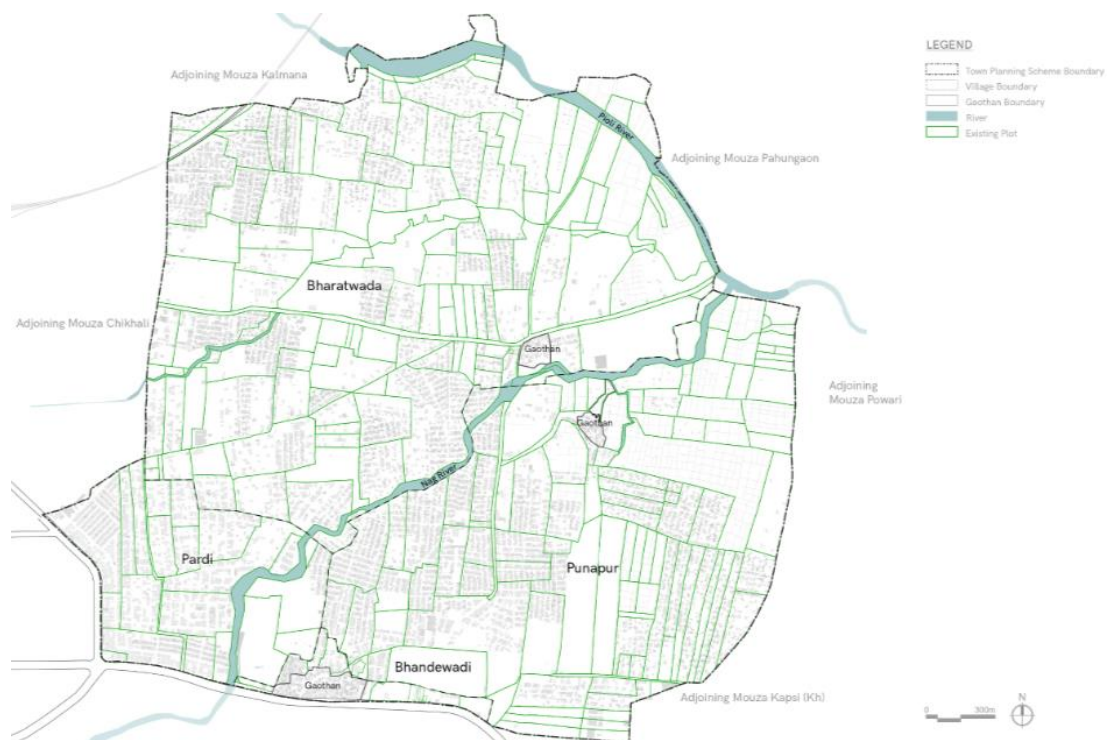 LEGEND
Town Planning Scheme Boundary
Village Boundary
Gaothan Boundary
River
Existing Plot
Adjoining Mouza Kalmana
Pioli River
Adjoining Mouza Pahungaon
Bharatwada
Adjoining Mouza Chikhali
Gaothan
Adjoining
Mouza Powari
Gaothan
Nag River
Pardi
Punapur
Bhandewadi
Gaothan
Adjoining Mouza Kapsi (Kh)
0 300m
N